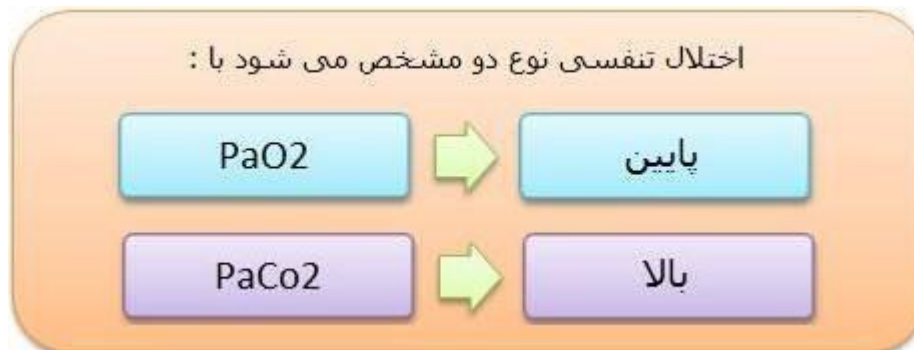 اختلال تنفسی نوع دو مشخص می شود با :
PaO2
پایین
PaCo2
بالا